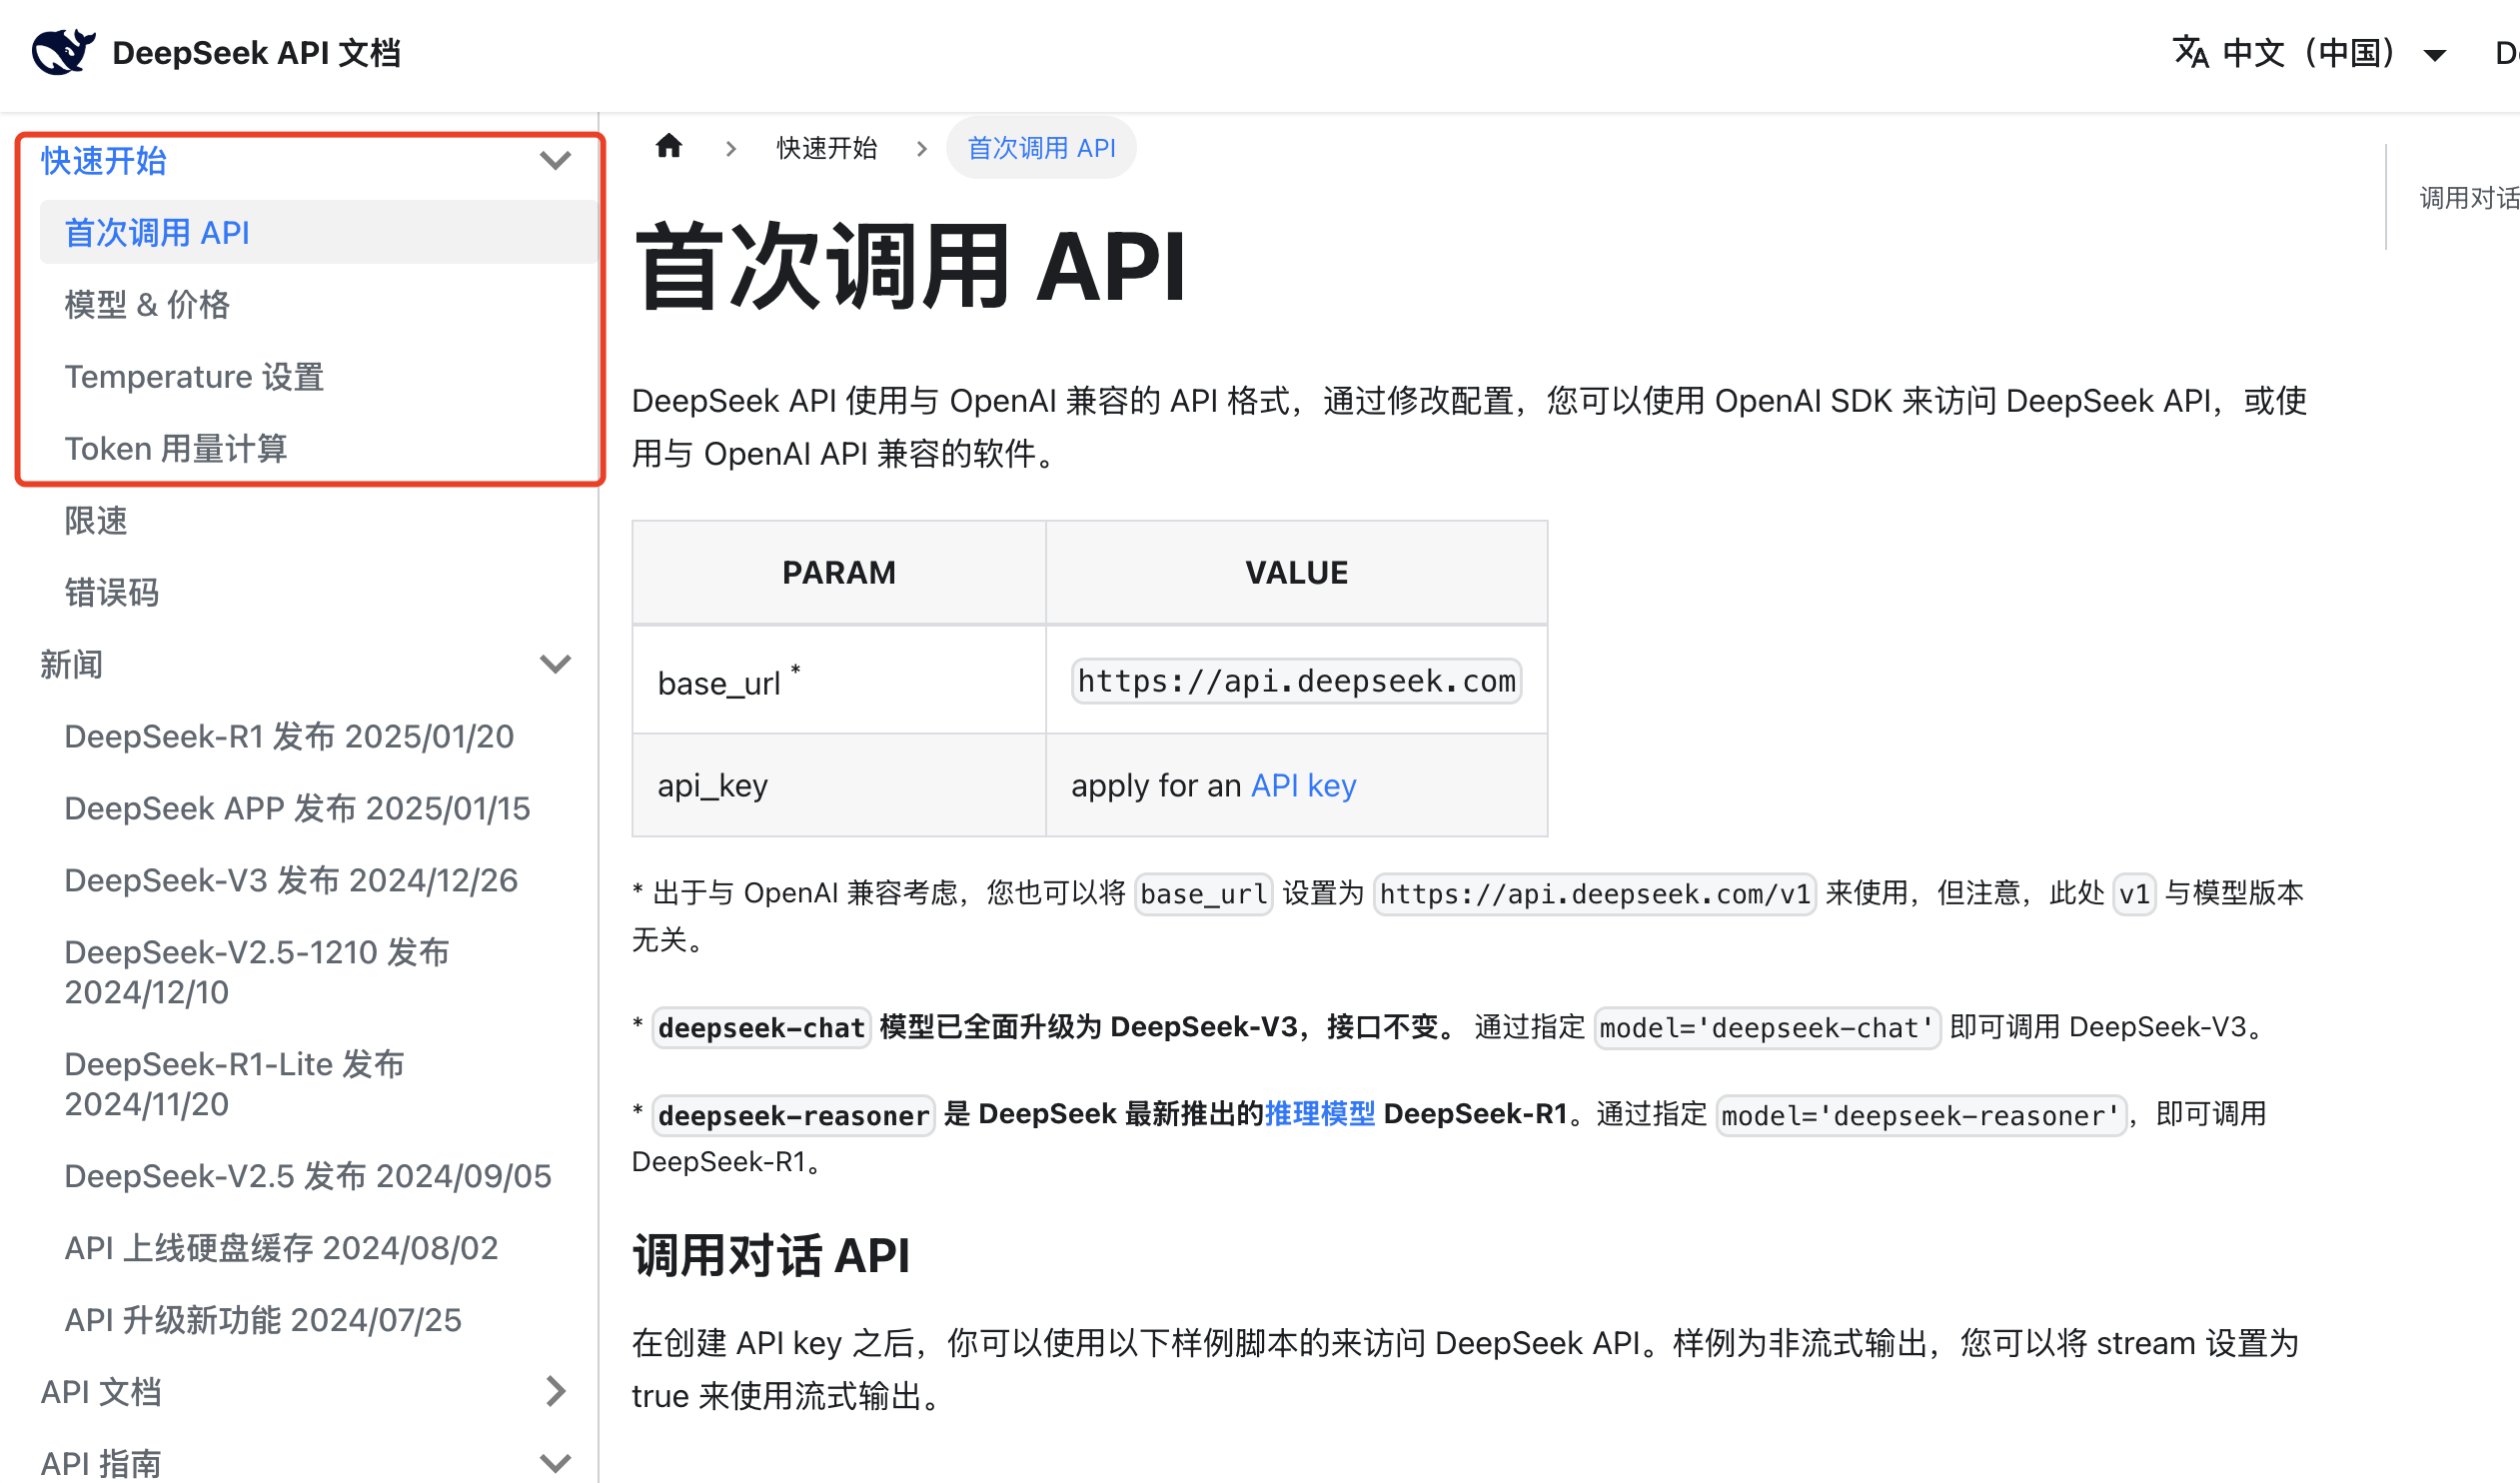 DeepSeek API 文档
中文（中国）
快速开始
首次调用 API
模型 & 价格
Temperature 设置
Token 用量计算
限速
错误码
新闻
DeepSeek-R1 发布 2025/01/20
DeepSeek APP 发布 2025/01/15
DeepSeek-V3 发布 2024/12/26
DeepSeek-V2.5-1210 发布
2024/12/10
DeepSeek-R1-Lite 发布
2024/11/20
DeepSeek-V2.5 发布 2024/09/05
API 上线硬盘缓存 2024/08/02
API 升级新功能 2024/07/25
API 文档
API 指南
快速开始
首次调用 API
首次调用 API
DeepSeek API 使用与 OpenAI 兼容的 API 格式，通过修改配置，您可以使用 OpenAI SDK 来访问 DeepSeek API，或使
用与 OpenAI API 兼容的软件。
PARAM VALUE
base_url * https://api.deepseek.com
api_key apply for an API key
* 出于与 OpenAI 兼容考虑，您也可以将 base_url 设置为 https://api.deepseek.com/v1 来使用，但注意，此处 v1 与模型版本
无关。
* deepseek-chat 模型已全面升级为 DeepSeek-V3，接口不变。 通过指定 model='deepseek-chat' 即可调用 DeepSeek-V3。
* deepseek-reasoner 是 DeepSeek 最新推出的推理模型 DeepSeek-R1。通过指定 model='deepseek-reasoner'，即可调用
DeepSeek-R1。
调用对话 API
在创建 API key 之后，你可以使用以下样例脚本的来访问 DeepSeek API。样例为非流式输出，您可以将 stream 设置为
true 来使用流式输出。
调用对话